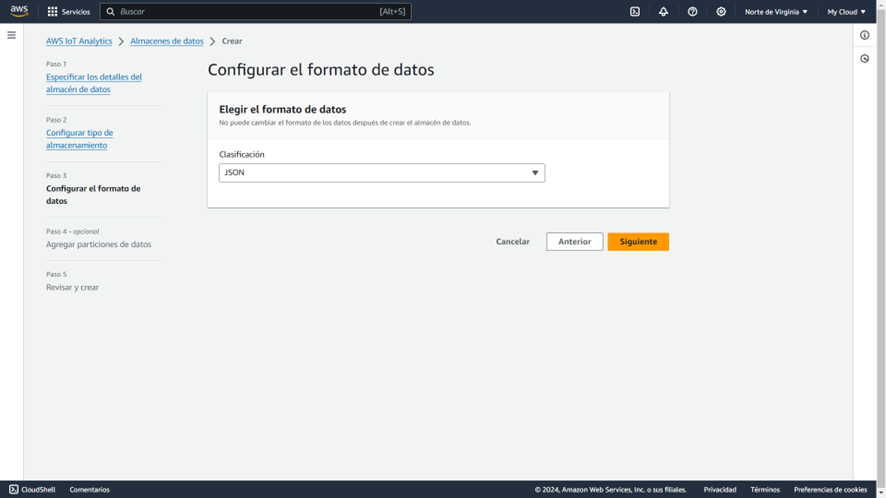 aws
Servicios
Buscar
[Alt+S]
Norte de Virginia
My Cloud
AWS IoT Analytics
Almacenes de datos
Crear
Paso 1
Especificar los detalles del
almacén de datos
Paso 2
Configurar tipo de
almacenamiento
Paso 3
Configurar el formato de
datos
Paso 4 - opcional
Agregar particiones de datos
Paso 5
Revisar y crear
Configurar el formato de datos
Elegir el formato de datos
No puede cambiar el formato de los datos después de crear el almacén de datos.
Clasificación
JSON
Cancelar
Anterior
Siguiente
CloudShell
Comentarios
© 2024, Amazon Web Services, Inc. o sus filiales.
Privacidad
Términos
Preferencias de cookies